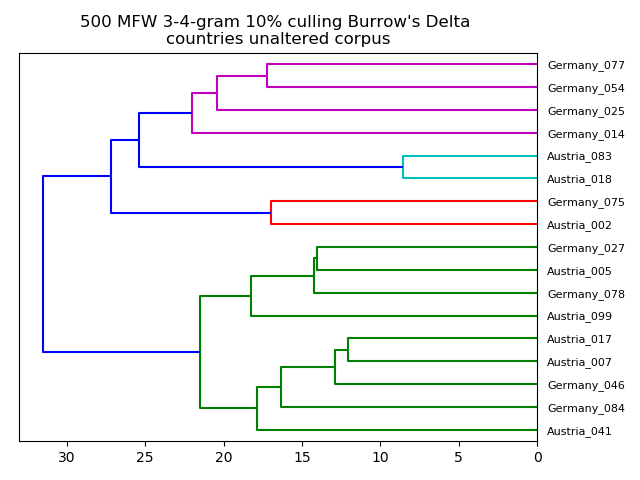 500 MFW 3-4-gram 10% culling Burrow's Delta
countries unaltered corpus
Germany_077
Germany_054
Germany_025
Germany_014
Austria_083
Austria_018
Germany_075
Austria_002
Germany_027
Austria_005
Germany_078
Austria_099
Austria_017
Austria_007
Germany_046
Germany_084
Austria_041
30 25 20 15 10 5 0